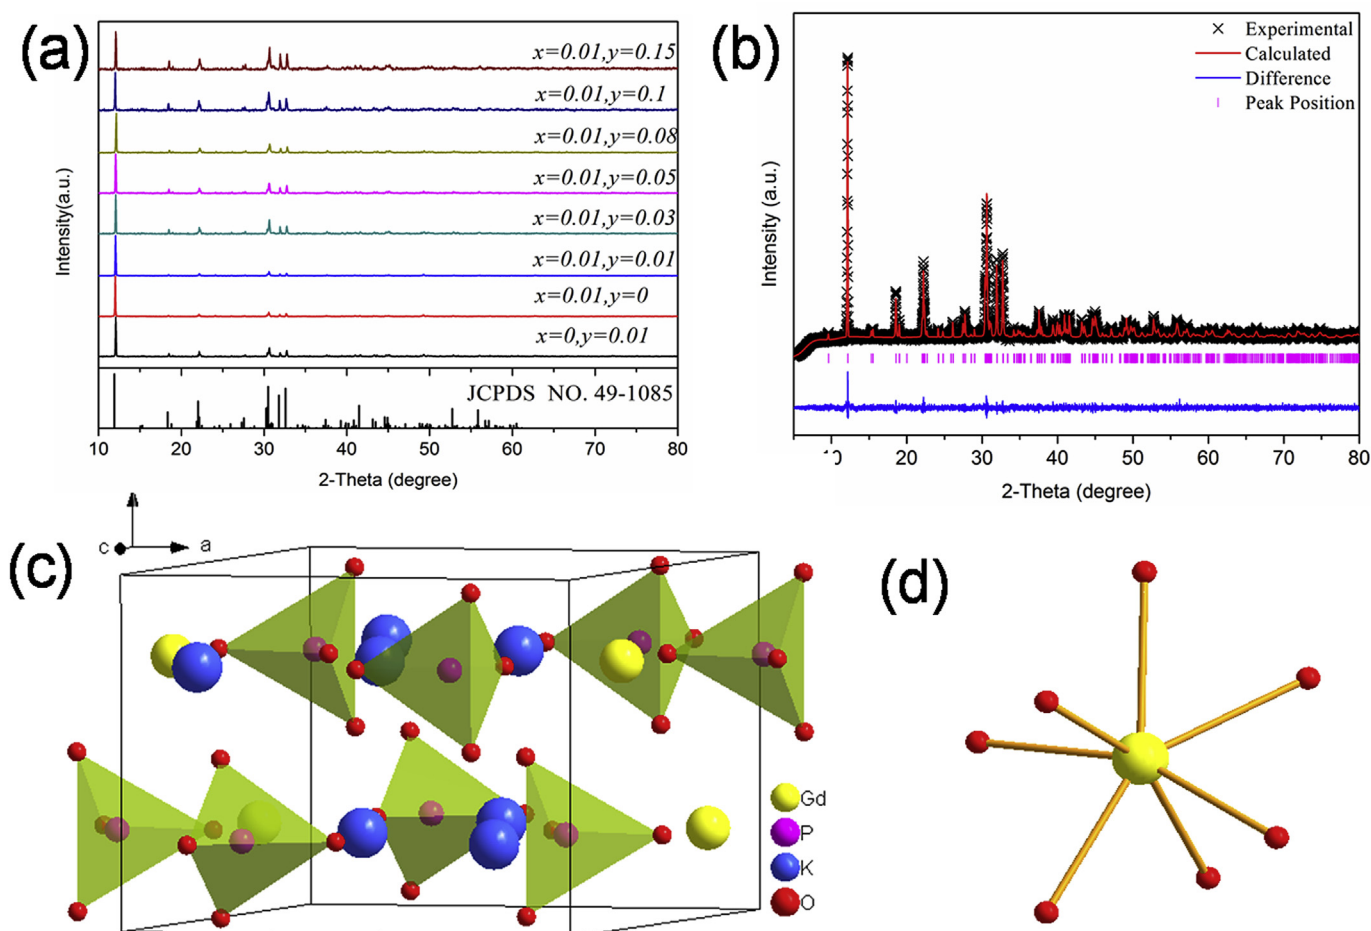 (a)
x=0.01,y=0.15
x=0.01,y=0.1
x=0.01,y=0.08
x=0.01,y=0.05
x=0.01,y=0.03
x=0.01,y=0.01
x=0.01,y=0
x=0,y=0.01
JCPDS NO. 49-1085
Intensity(a.u.)
10 20 30 40 50 60 70 80
2-Theta (degree)
(b)
Experimental
Calculated
Difference
Peak Position
Intensity (a.u.)
10 20 30 40 50 60 70 80
2-Theta (degree)
(c)
c a
Gd
P
K
O
(d)